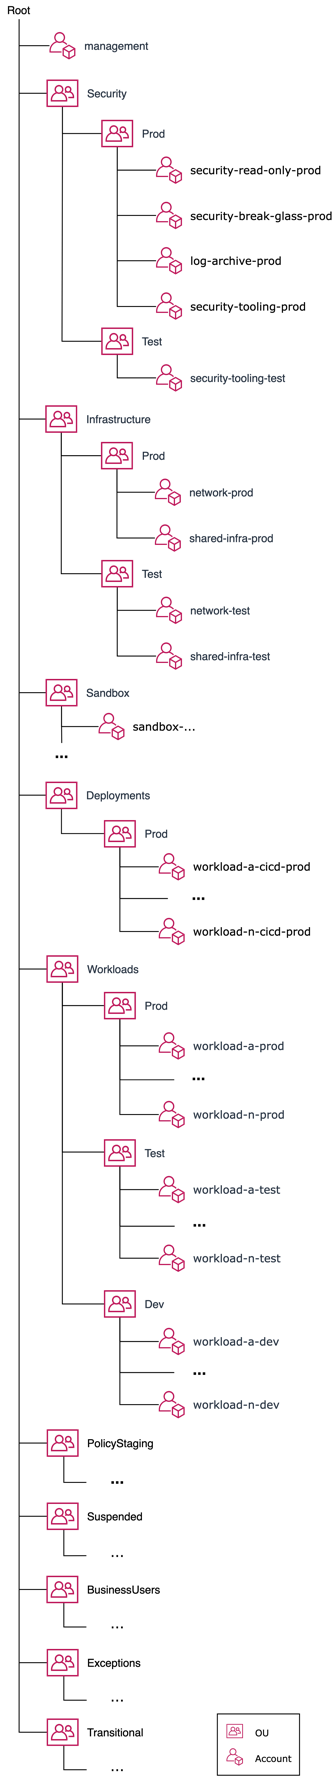 Root
management
Security
Prod
security-read-only-prod
security-break-glass-prod
log-archive-prod
security-tooling-prod
Test
security-tooling-test
Infrastructure
Prod
network-prod
shared-infra-prod
Test
network-test
shared-infra-test
Sandbox
sandbox-...
...
Deployments
Prod
workload-a-cicd-prod
...
workload-n-cicd-prod
Workloads
Prod
workload-a-prod
...
workload-n-prod
Test
workload-a-test
...
workload-n-test
Dev
workload-a-dev
...
workload-n-dev
PolicyStaging
...
Suspended
...
BusinessUsers
...
Exceptions
...
Transitional
...
OU
Account